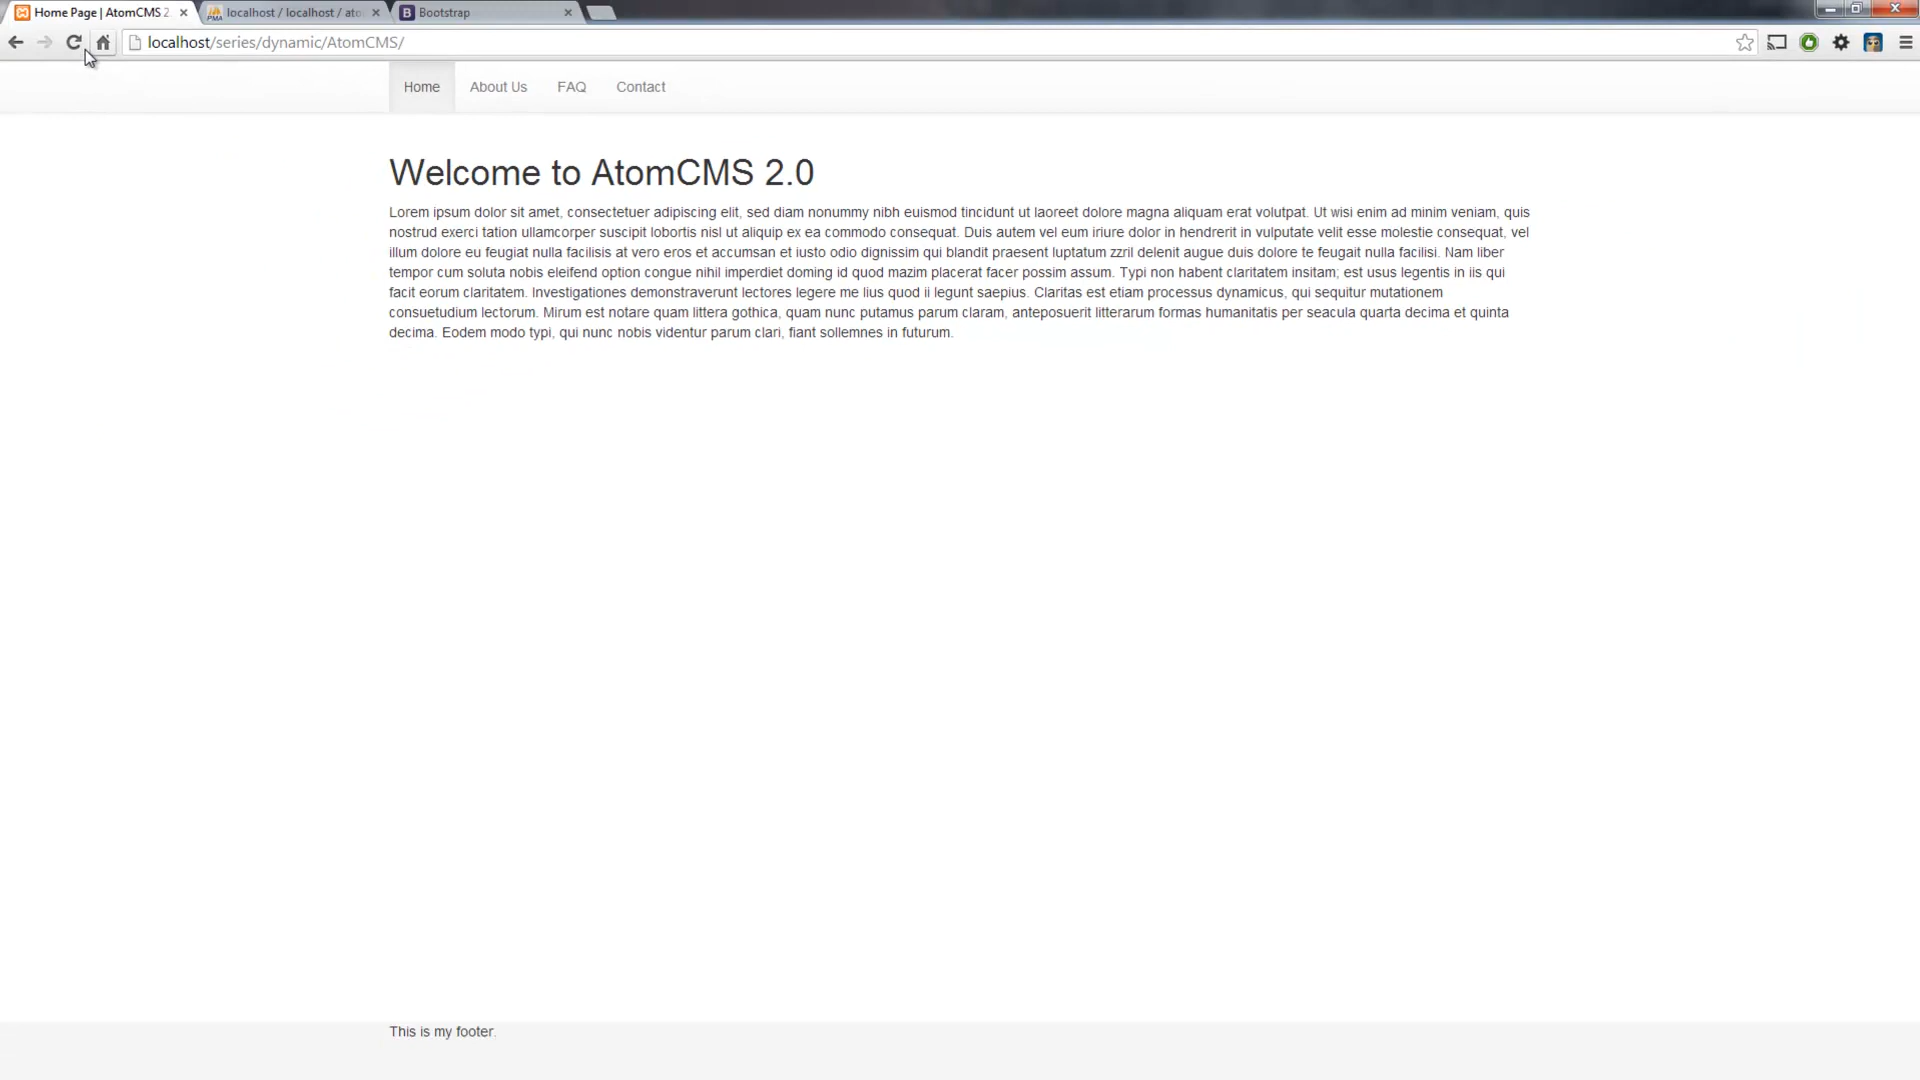 Home Page | AtomCMS 2.
localhost / localhost / ato
Bootstrap
localhost/series/dynamic/AtomCMS/
Home
About Us
FAQ
Contact
Welcome to AtomCMS 2.0
Lorem ipsum dolor sit amet, consectetuer adipiscing elit, sed diam nonummy nibh euismod tincidunt ut laoreet dolore magna aliquam erat volutpat. Ut wisi enim ad minim veniam, quis
nostrud exerci tation ullamcorper suscipit lobortis nisl ut aliquip ex ea commodo consequat. Duis autem vel eum iriure dolor in hendrerit in vulputate velit esse molestie consequat, vel
illum dolore eu feugiat nulla facilisis at vero eros et accumsan et iusto odio dignissim qui blandit praesent luptatum zzril delenit augue duis dolore te feugait nulla facilisi. Nam liber
tempor cum soluta nobis eleifend option congue nihil imperdiet doming id quod mazim placerat facer possim assum. Typi non habent claritatem insitam; est usus legentis in iis qui
facit eorum claritatem. Investigationes demonstraverunt lectores legere me lius quod ii legunt saepius. Claritas est etiam processus dynamicus, qui sequitur mutationem
consuetudium lectorum. Mirum est notare quam littera gothica, quam nunc putamus parum claram, anteposuerit litterarum formas humanitatis per seacula quarta decima et quinta
decima. Eodem modo typi, qui nunc nobis videntur parum clari, fiant sollemnes in futurum.
This is my footer.